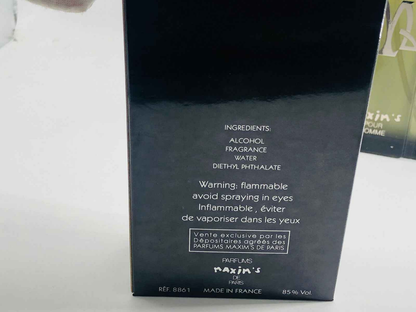 INGREDIENTS:
ALCOHOL
FRAGRANCE
WATER
DIETHYL PHTHALATE
Warning: flammable
avoid spraying in eyes
Inflammable, éviter
de vaporiser dans les yeux
Vente exclusive par les
Dépositaires agréés des
PARFUMS MAXIM'S DE PARIS
PARFUMS
MAXIM'S
DE
PARIS
RÉF. 8861 MADE IN FRANCE 85% Vol.
POUR